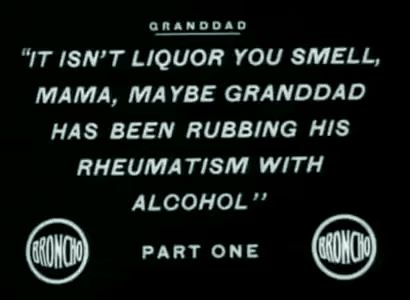 GRANDDAD
"IT ISN'T LIQUOR YOU SMELL,
MAMA, MAYBE GRANDDAD
HAS BEEN RUBBING HIS
RHEUMATISM WITH
ALCOHOL"
BRONCHO PART ONE BRONCHO